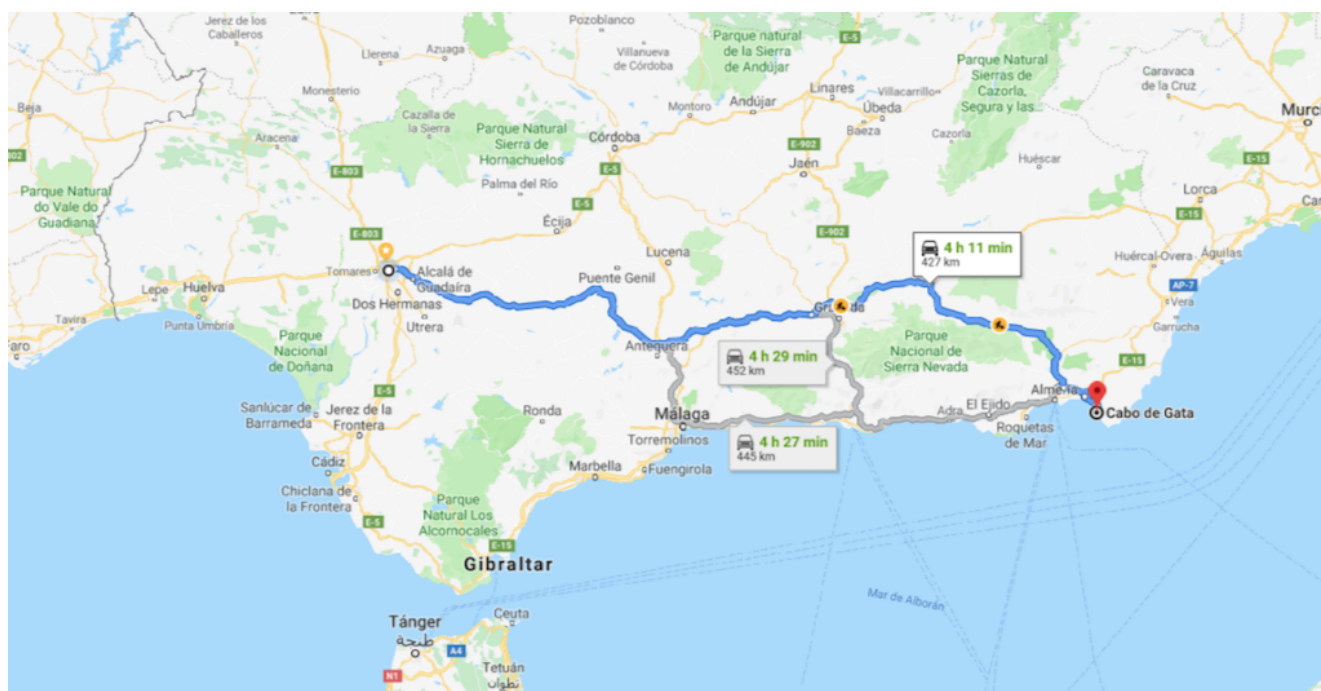 Jerez de los
Caballeros
Llerena
Azuaga
Pozoblanco
Villanueva
de Córdoba
Parque natural
de la Sierra
de Andújar
E-5
Parque Natural
Sierras de
Cazorla,
Segura y las...
Caravaca
de la Cruz
Murci
Beja
Monesterio
Cazalla de
la Sierra
Parque Natural
Sierra de
Hornachuelos
Montoro
Andújar
Linares
Villacarrillo
Úbeda
Baeza
Cazorla
Aracena
Córdoba
E-902
Jaén
Huéscar
E-15
802
E-803
E-5
Parque Natural
do Vale do
Guadiana
Palma del Río
Lorca
E-15
Car
Écija
E-5
E-803
E-902
Lucena
4 h 11 min
427 km
Huércal-Overa
Águilas
Tomares
Alcalá de
Guadaíra
Puente Genil
AP-7
Lepe
Huelva
Dos Hermanas
Vera
Tavira
Punta Umbría
Utrera
Garrucha
aro
Parque
Nacional
de Doñana
Antequera
4 h 29 min
452 km
Parque
Nacional de
Sierra Nevada
E-15
Almería
Sanlúcar de
Barrameda
Jerez de la
Frontera
Ronda
Málaga
Adra
El Ejido
Cabo de Gata
Torremolinos
4 h 27 min
445 km
Roquetas
de Mar
Cádiz
Marbella
Fuengirola
Chiclana de
la Frontera
Parque
Natural Los
Alcornocales
E-5
E-15
Gibraltar
Mar de Alborán
Tánger
طنجة
Ceuta
A4
N1
Tetuán
تطوان